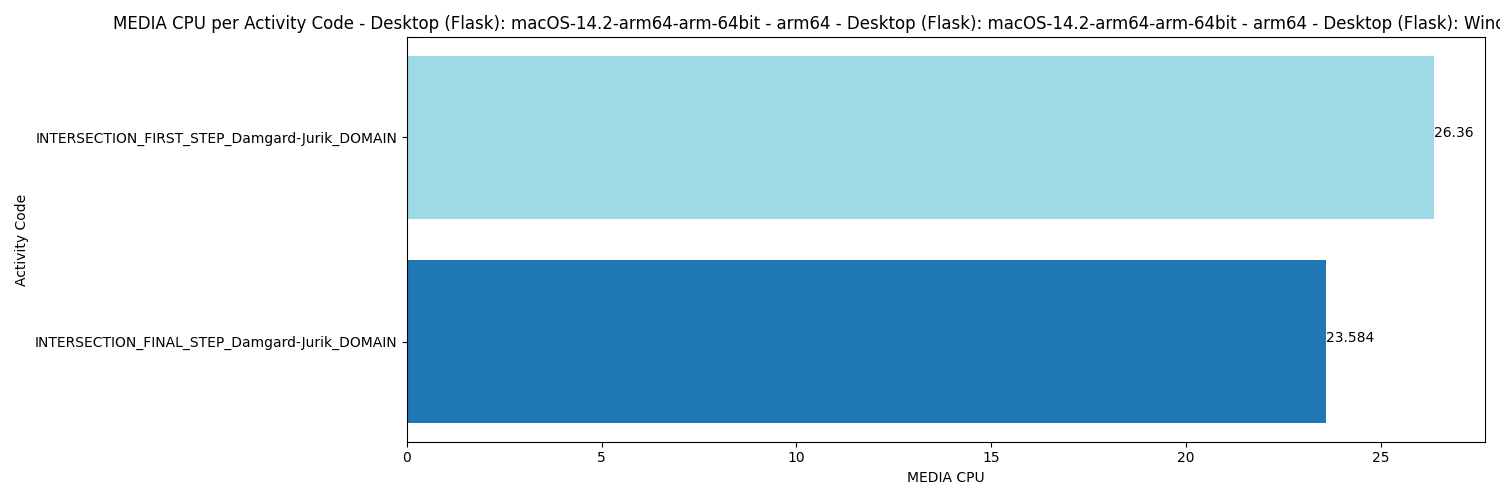 MEDIA CPU per Activity Code - Desktop (Flask): macOS-14.2-arm64-arm-64bit - arm64 - Desktop (Flask): macOS-14.2-arm64-arm-64bit - arm64 - Desktop (Flask):
INTERSECTION_FIRST_STEP_Damgard-Jurik_DOMAIN
26.36
Activity Code
INTERSECTION_FINAL_STEP_Damgard-Jurik_DOMAIN
23.584
0 5 10 15 20 25
MEDIA CPU